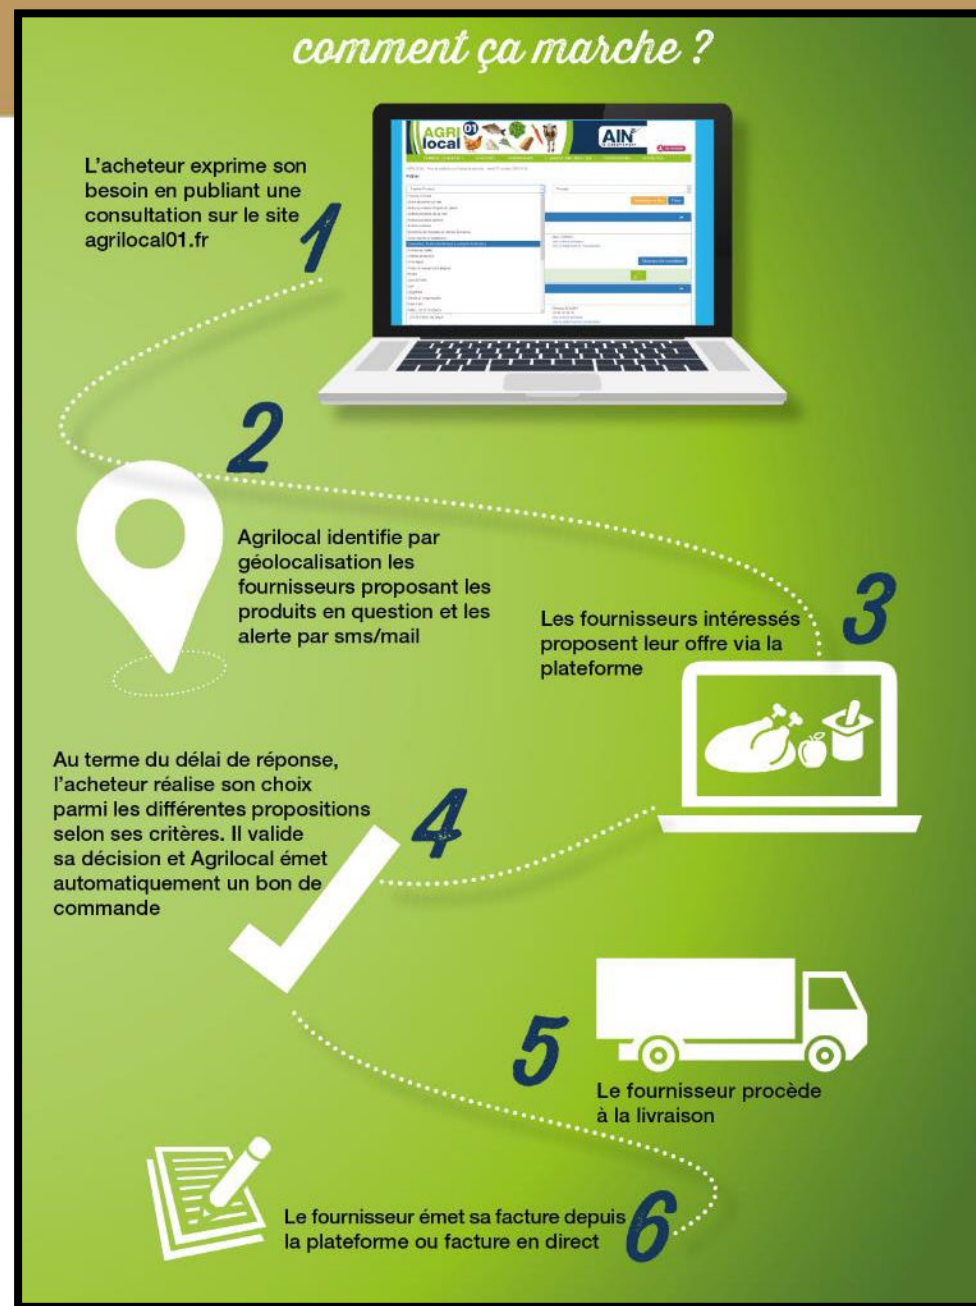 comment ça marche ?
AGRI 01
local
AIN
L'acheteur exprime son
besoin en publiant une
consultation sur le site
agrilocal01.fr
1
2
Agrilocal identifie par
géolocalisation les
fournisseurs proposant les
produits en question et les
alerte par sms/mail
3
Les fournisseurs intéressés
proposent leur offre via la
plateforme
Au terme du délai de réponse,
l'acheteur réalise son choix
parmi les différentes propositions
selon ses critères. Il valide
sa décision et Agrilocal émet
automatiquement un bon de
commande
4
5
Le fournisseur procède
à la livraison
Le fournisseur émet sa facture depuis
la plateforme ou facture en direct
6